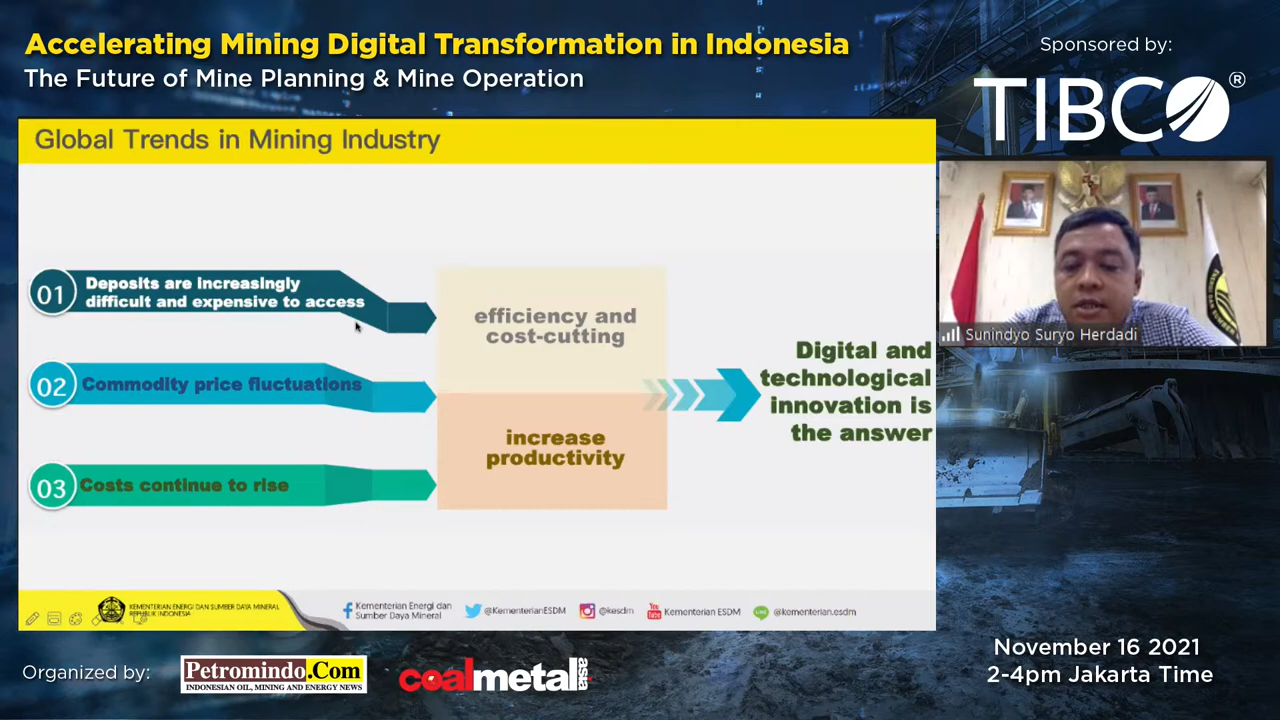 Accelerating Mining Digital Transformation in Indonesia
The Future of Mine Planning & Mine Operation
Sponsored by:
TIBCO®
Global Trends in Mining Industry
01
Deposits are increasingly
difficult and expensive to access
02
Commodity price fluctuations
03
Costs continue to rise
efficiency and
cost-cutting
increase
productivity
Digital and
technological
innovation is
the answer
Sunindyo Suryo Herdadi
KEMENTERIAN ENERGI DAN SUMBER DAYA MINERAL
REPUBLIK INDONESIA
Kementerian Energi dan
Sumber Daya Mineral
@KementerianESDM
@kesdm
Kementerian ESDM
@kementerian.esdm
Organized by:
Petromindo.Com
INDONESIAN OIL, MINING AND ENERGY NEWS
coalmetal asia
November 16 2021
2-4pm Jakarta Time